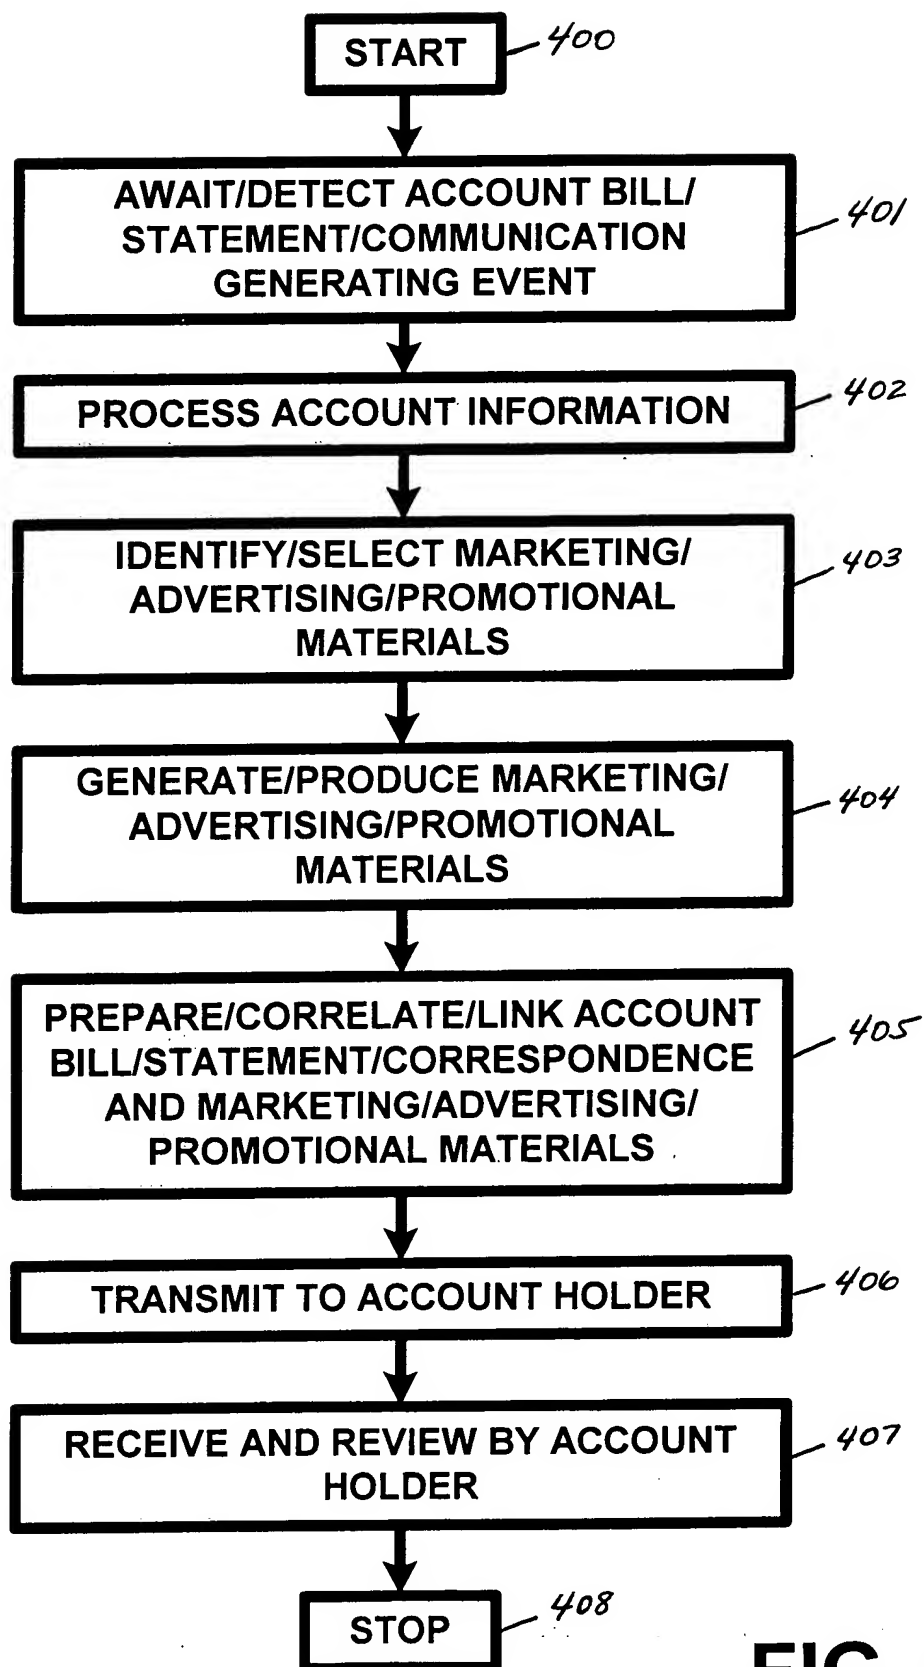 START
400
AWAIT/DETECT ACCOUNT BILL/
STATEMENT/COMMUNICATION
GENERATING EVENT
401
PROCESS ACCOUNT INFORMATION
402
IDENTIFY/SELECT MARKETING/
ADVERTISING/PROMOTIONAL
MATERIALS
403
GENERATE/PRODUCE MARKETING/
ADVERTISING/PROMOTIONAL
MATERIALS
404
PREPARE/CORRELATE/LINK ACCOUNT
BILL/STATEMENT/CORRESPONDENCE
AND MARKETING/ADVERTISING/
PROMOTIONAL MATERIALS
405
TRANSMIT TO ACCOUNT HOLDER
406
RECEIVE AND REVIEW BY ACCOUNT
HOLDER
407
STOP
408
FIG